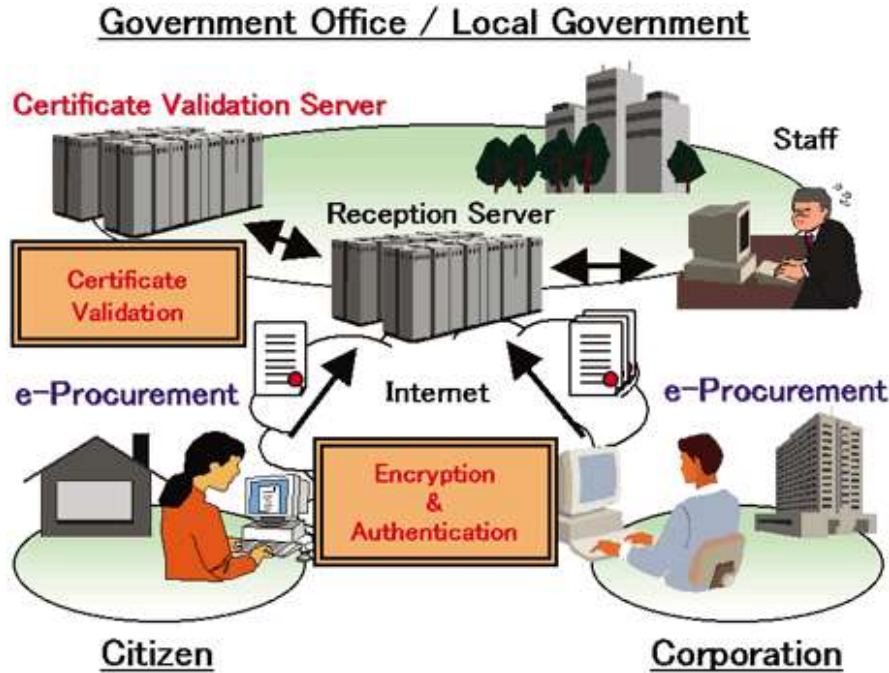 Government Office / Local Government
Certificate Validation Server
Staff
Reception Server
Certificate
Validation
e-Procurement
Internet
e-Procurement
Encryption
&
Authentication
Citizen
Corporation